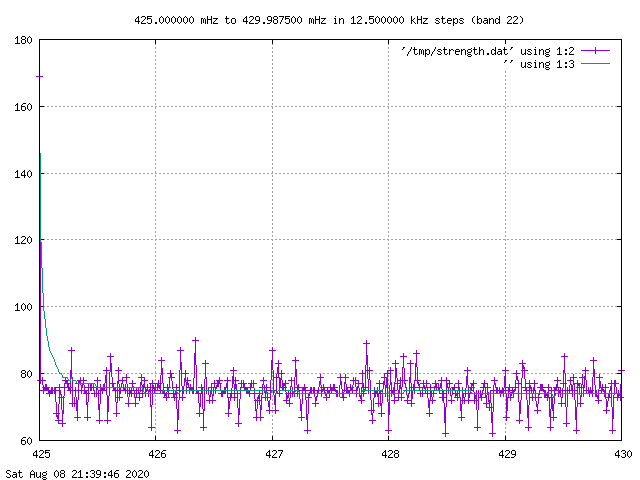 425.000000 mHz to 429.987500 mHz in 12.500000 kHz steps (band 22)
180
160
140
120
100
80
60
'/tmp/strength.dat' using 1:2
'' using 1:3
425 426 427 428 429 430
Sat Aug 08 21:39:46 2020